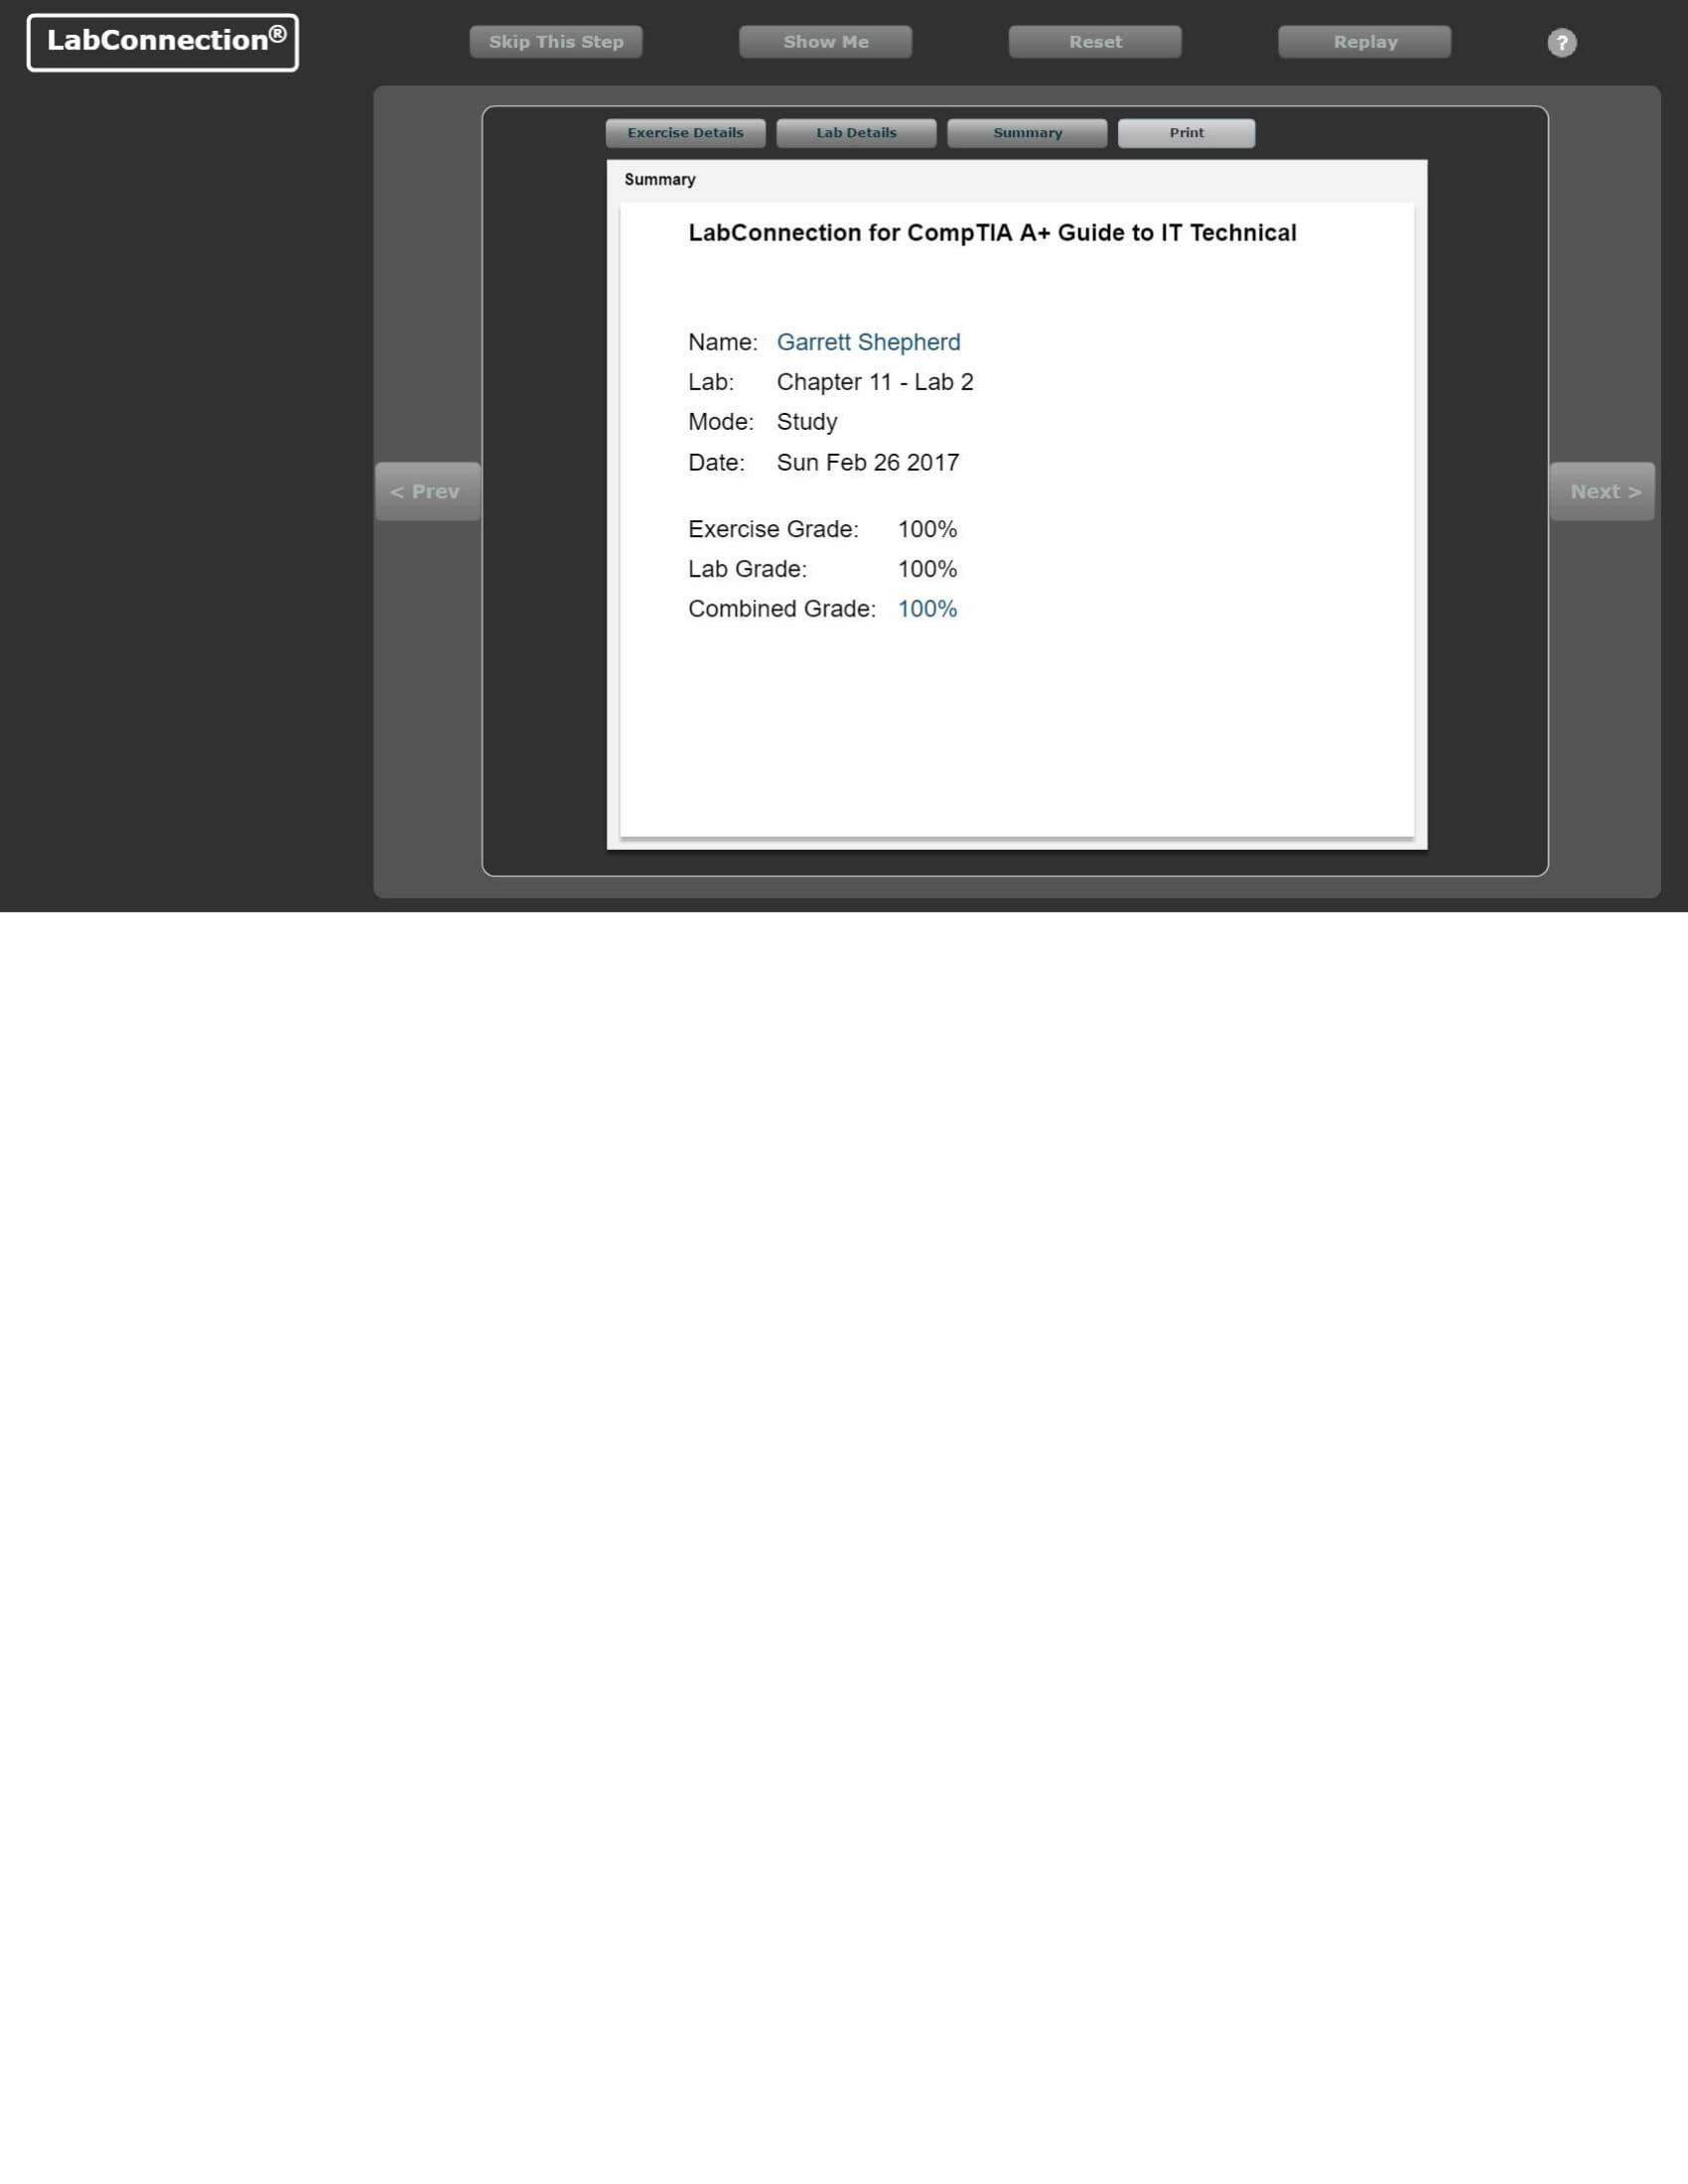 LabConnection®
Skip This Step
Show Me
Reset
Replay
?
Exercise Details
Lab Details
Summary
Print
Summary
LabConnection for CompTIA A+ Guide to IT Technical
Name: Garrett Shepherd
Lab: Chapter 11 - Lab 2
Mode: Study
Date: Sun Feb 26 2017
< Prev
Next >
Exercise Grade: 100%
Lab Grade: 100%
Combined Grade: 100%